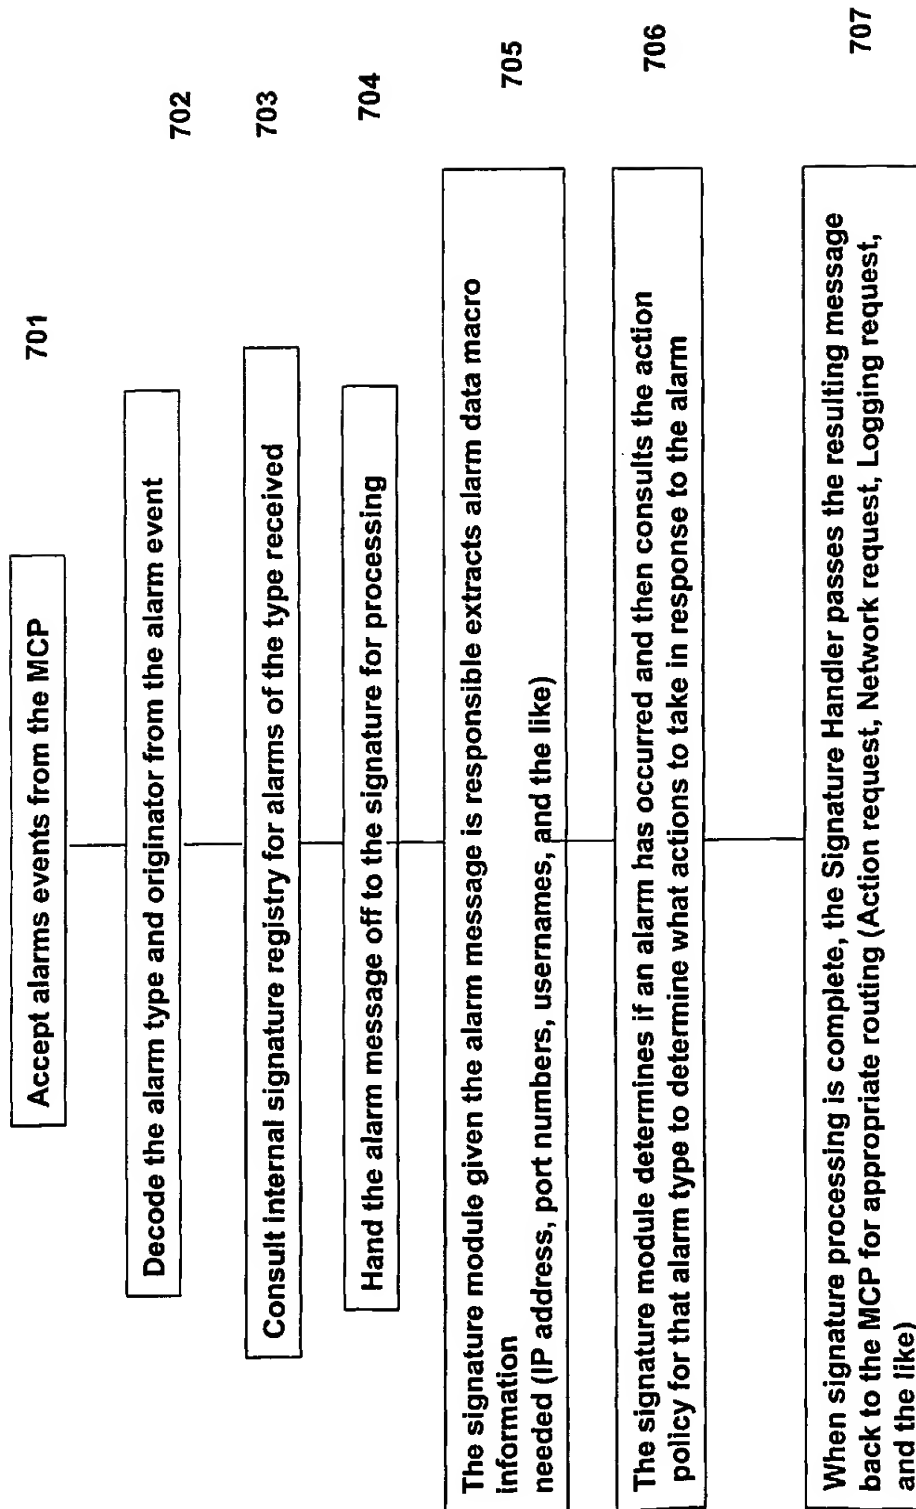 Accept alarms events from the MCP
701
Decode the alarm type and originator from the alarm event
702
Consult internal signature registry for alarms of the type received
703
Hand the alarm message off to the signature for processing
704
The signature module given the alarm message is responsible extracts alarm data macro
information
needed (IP address, port numbers, usernames, and the like)
705
The signature module determines if an alarm has occurred and then consults the action
policy for that alarm type to determine what actions to take in response to the alarm
706
When signature processing is complete, the Signature Handler passes the resulting message
back to the MCP for appropriate routing (Action request, Network request, Logging request,
and the like)
707